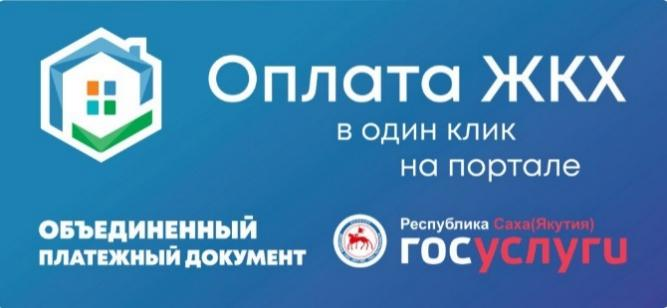 Оплата ЖКХ
в один клик
на портале
ОБЪЕДИНЕННЫЙ
ПЛАТЕЖНЫЙ ДОКУМЕНТ
Республика Саха(Якутия)
госуслуги